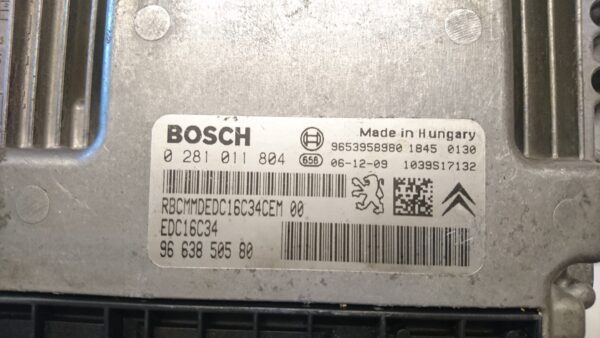 BOSCH
Made in Hungary
9653958980 1845 0130
0 281 011 804
658 06-12-09 1039S17132
RBCMMDEDC16C34CEM 00
EDC16C34
96 638 505 80